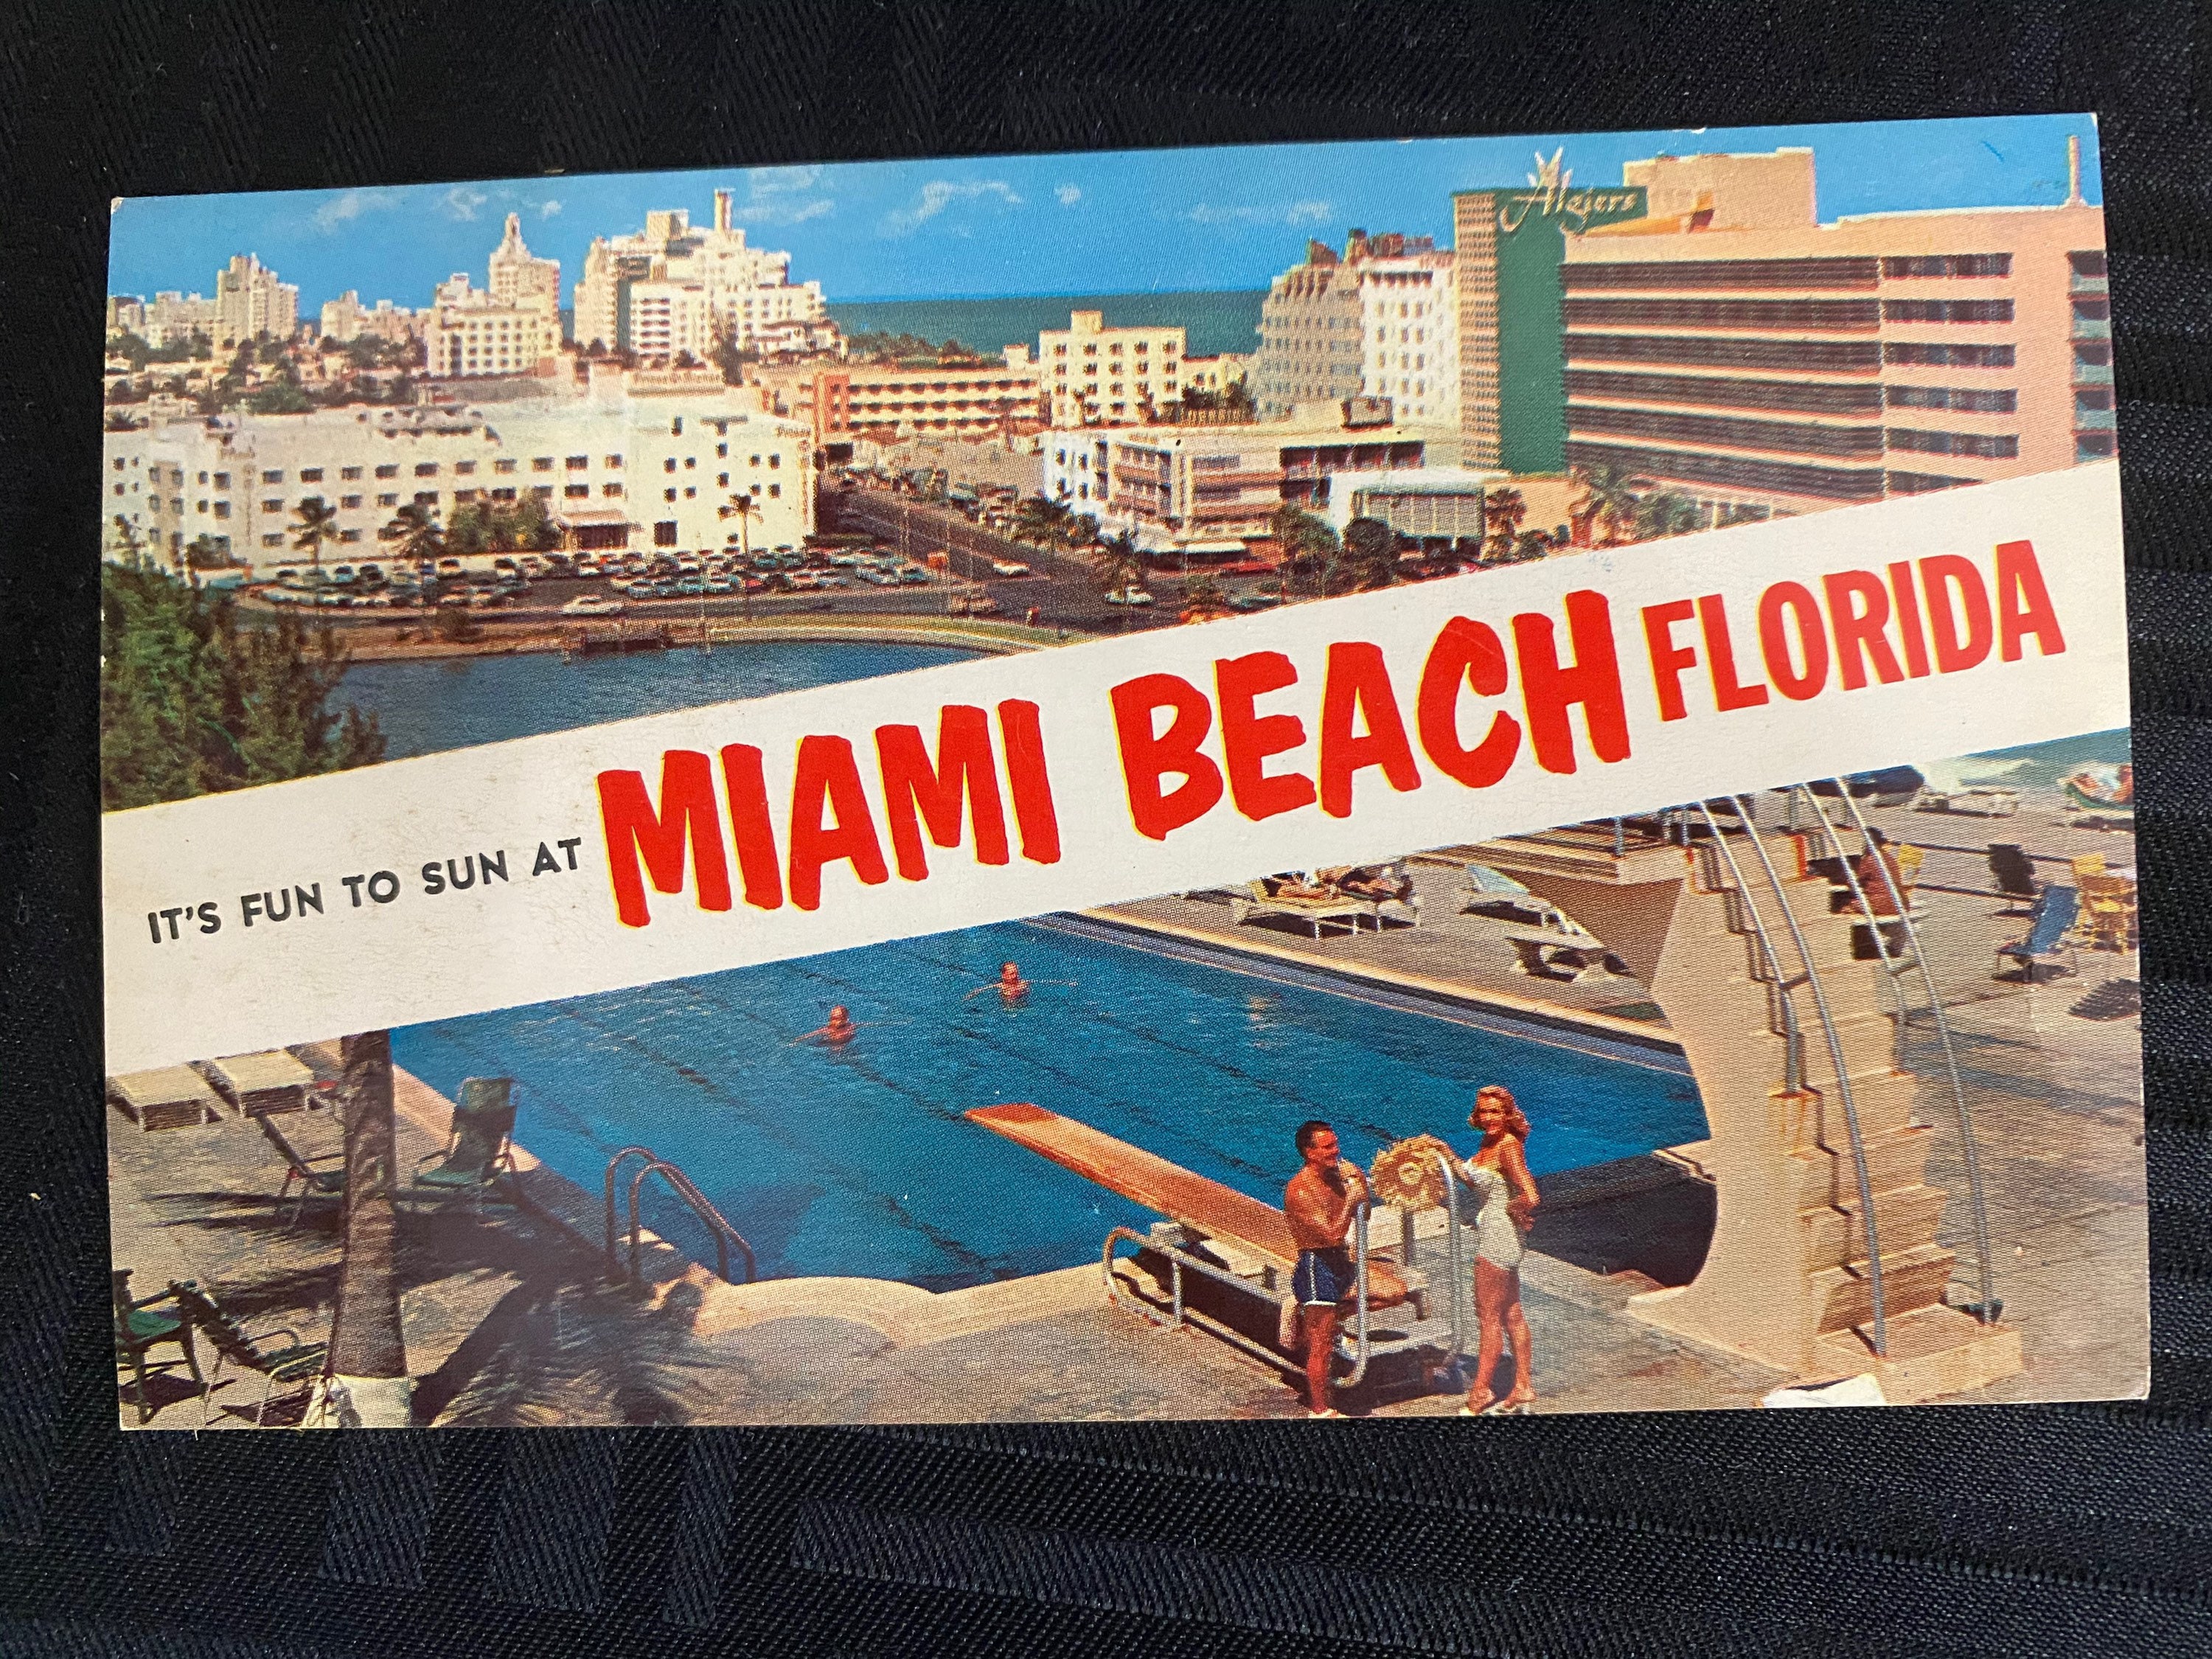 Algiers
IT'S FUN TO SUN AT MIAMI BEACH FLORIDA